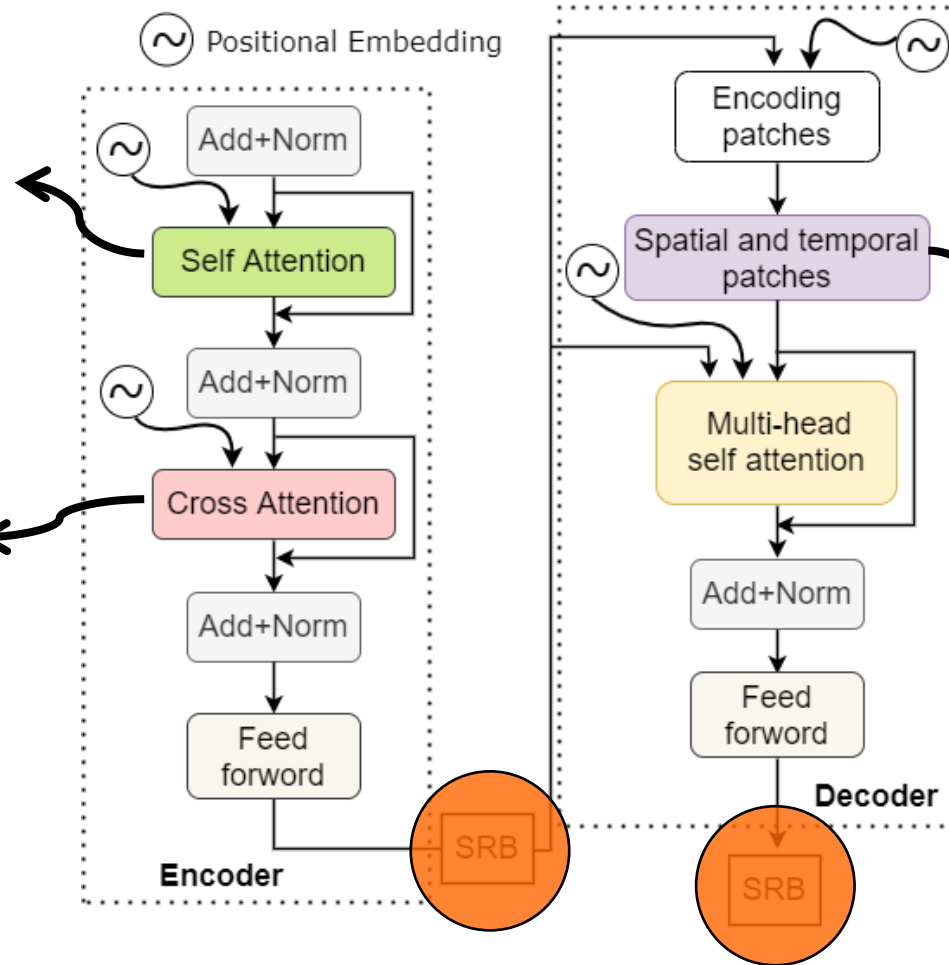 Positional Embedding
Add+Norm
Self Attention
Add+Norm
Cross Attention
Add+Norm
Feed
forword
Encoder
SRB
Encoding
patches
Spatial and temporal
patches
Multi-head
self attention
Add+Norm
Feed
forword
Decoder
SRB